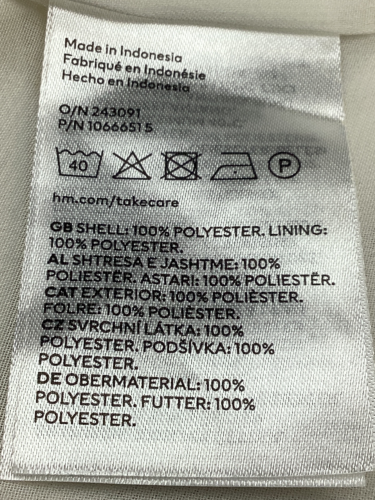 Made in Indonesia
Fabriqué en Indonésie
Hecho en Indonesia
O/N 243091
P/N 1066651 5
40 P
hm.com/takecare
GB SHELL: 100% POLYESTER. LINING:
100% POLYESTER.
AL SHTRESA E JASHTME: 100%
POLIESTËR. ASTARI: 100% POLIESTËR.
CAT EXTERIOR: 100% POLIÈSTER.
FOLRE: 100% POLIÈSTER.
CZ SVRCHNÍ LÁTKA: 100%
POLYESTER. PODŠÍVKA: 100%
POLYESTER.
DE OBERMATERIAL: 100%
POLYESTER. FUTTER: 100%
POLYESTER.